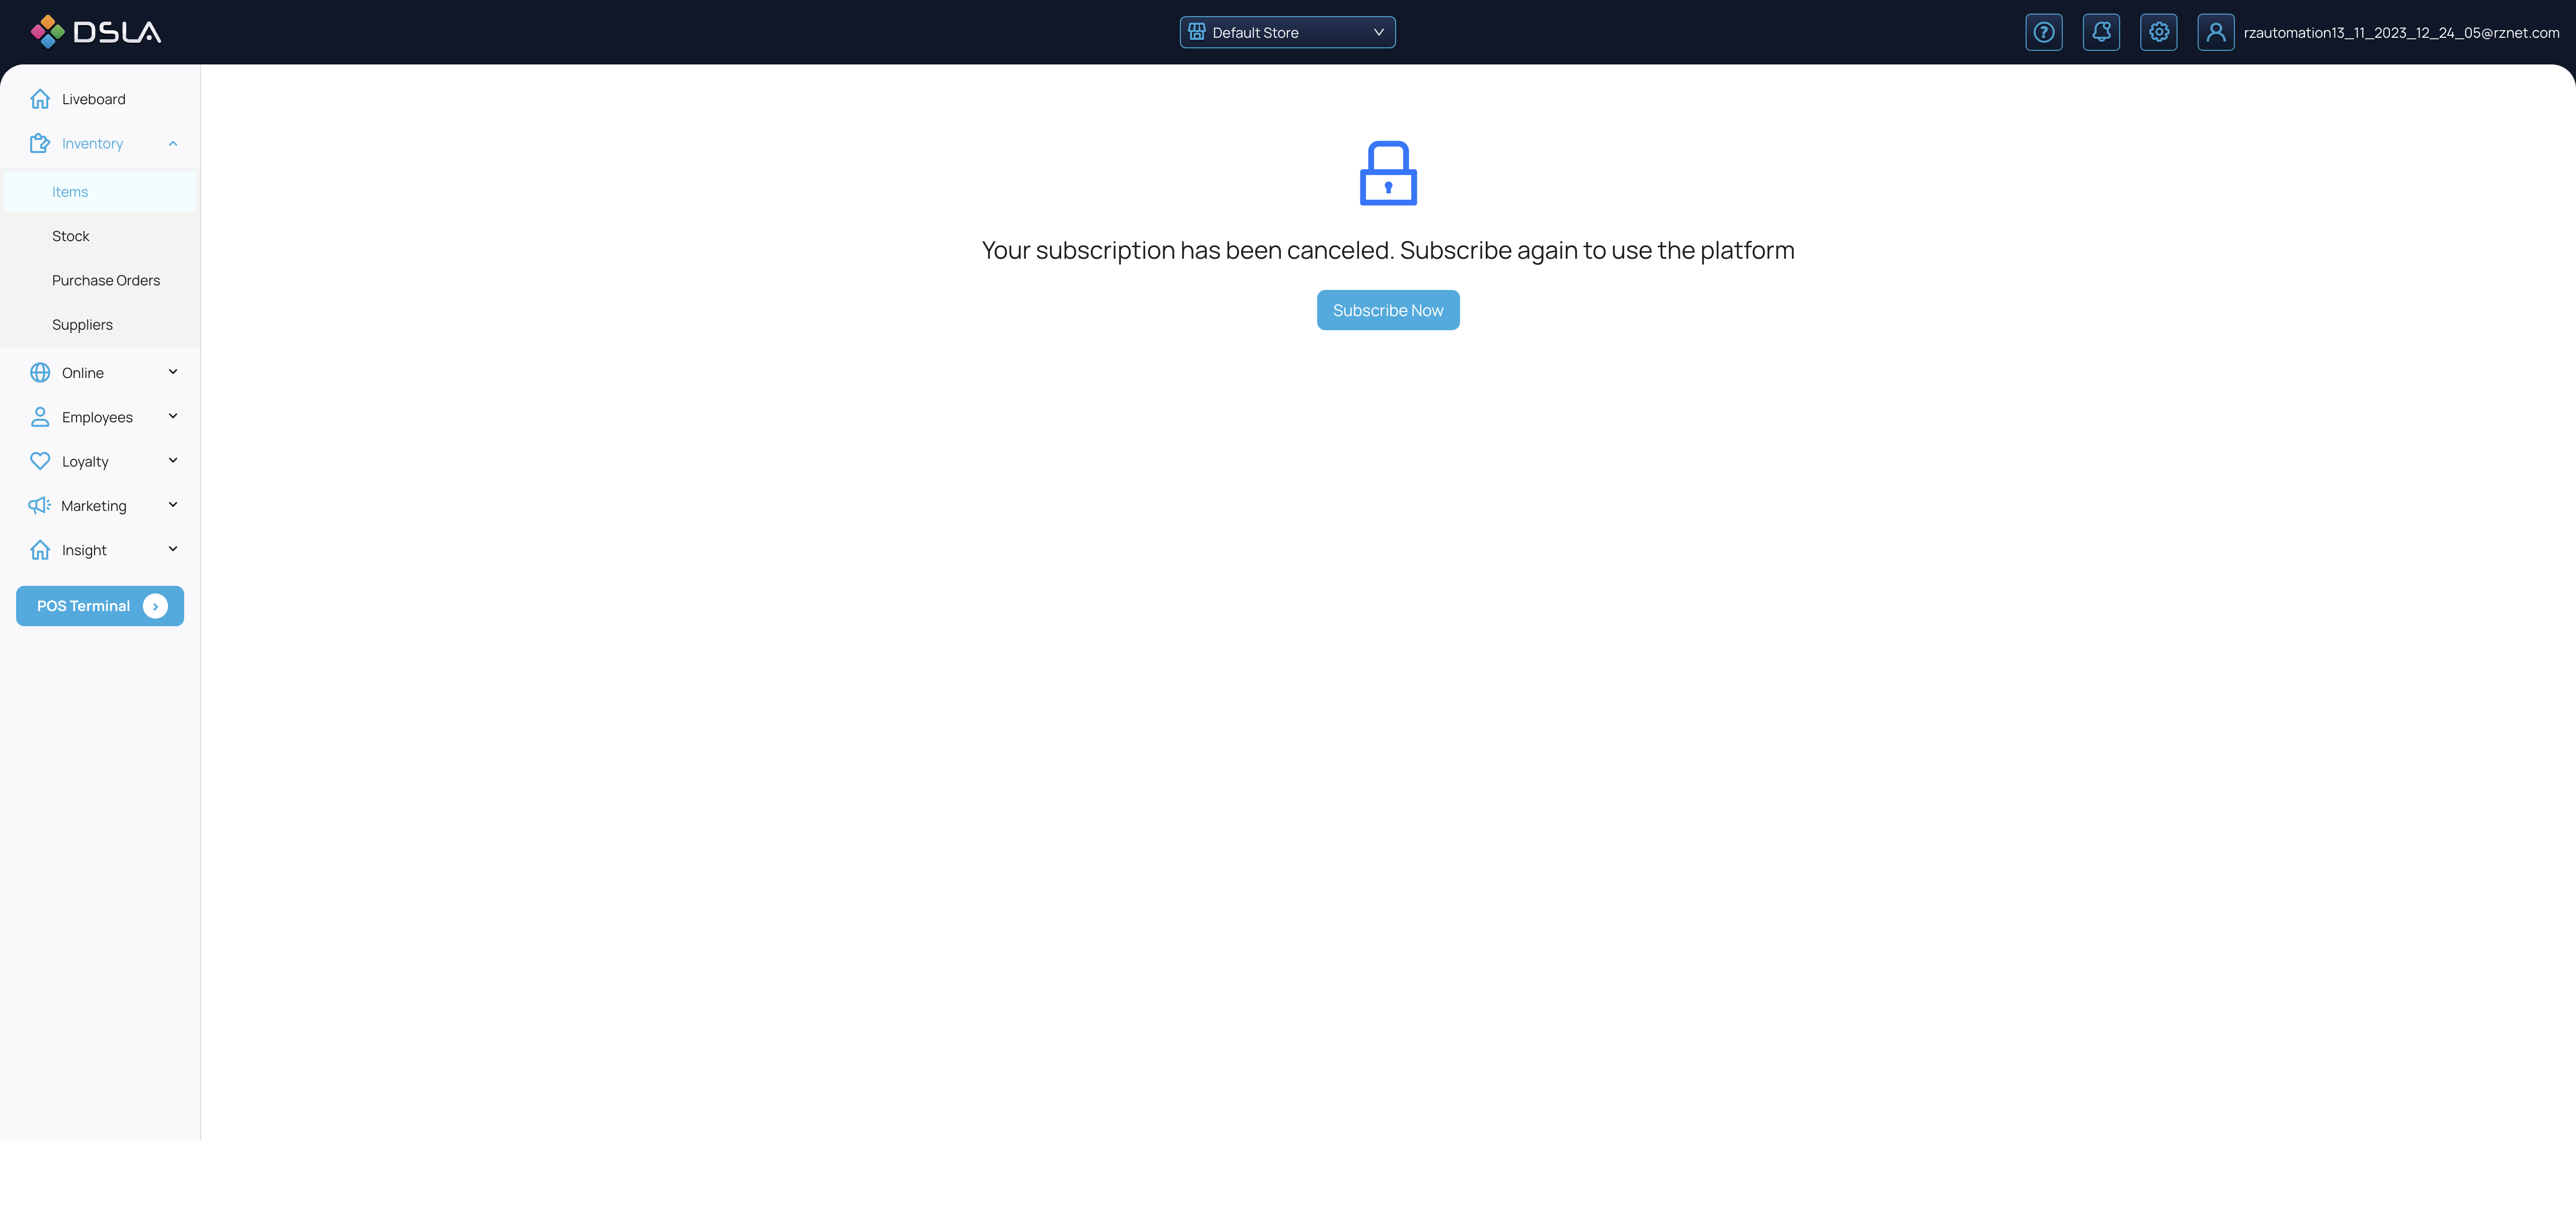 DSLA
Default Store
rzautomation13_11_2023_12_24_05@rznet.com
Liveboard
Inventory
Items
Stock
Purchase Orders
Suppliers
Online
Employees
Loyalty
Marketing
Insight
POS Terminal
Your subscription has been canceled. Subscribe again to use the platform
Subscribe Now